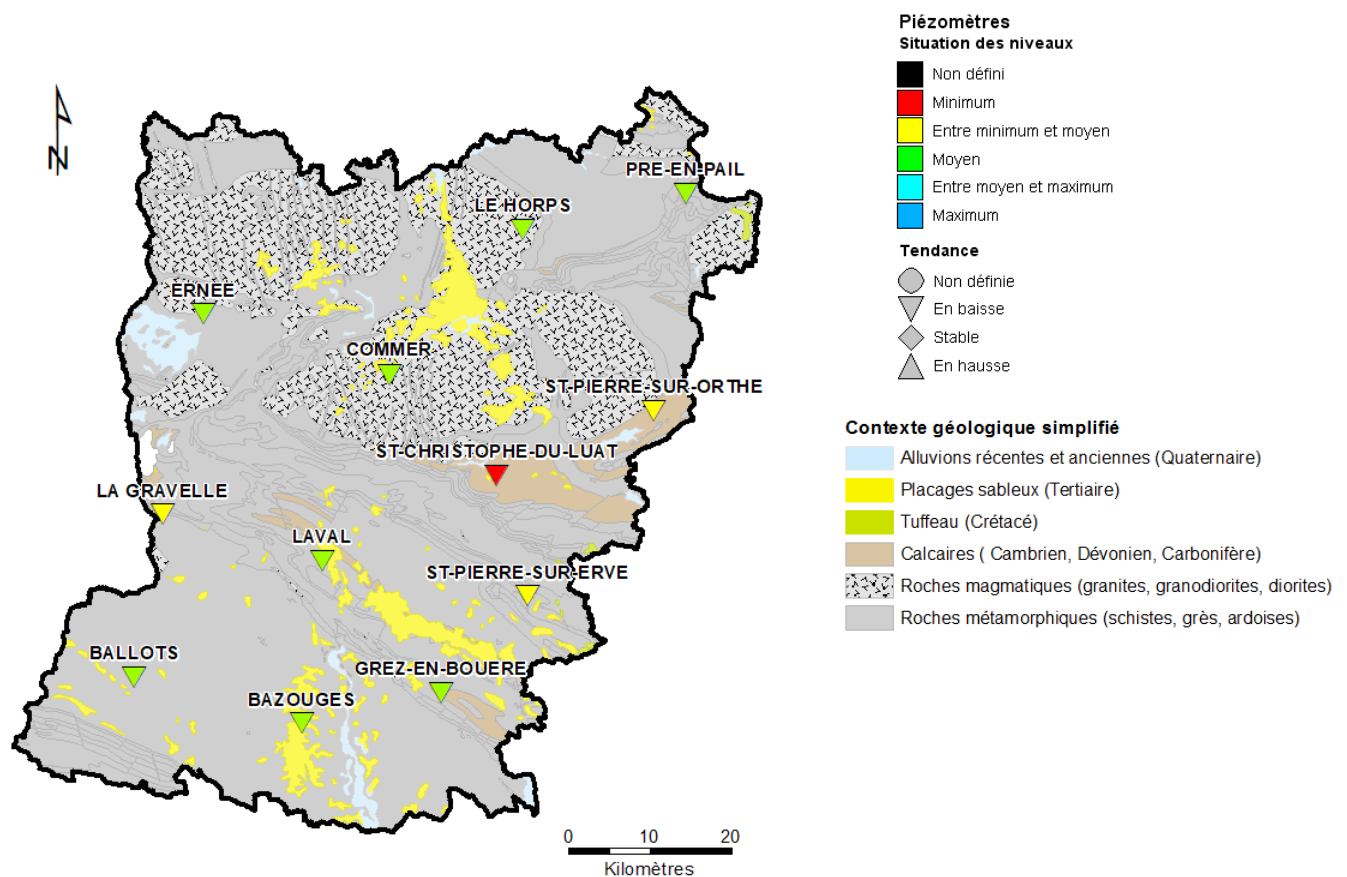 Piézomètres
Situation des niveaux
Non défini
Minimum
Entre minimum et moyen
Moyen
Entre moyen et maximum
Maximum
Tendance
Non définie
En baisse
Stable
En hausse
Contexte géologique simplifié
Alluvions récentes et anciennes (Quaternaire)
Placages sableux (Tertiaire)
Tuffeau (Crétacé)
Calcaires ( Cambrien, Dévonien, Carbonifère)
Roches magmatiques (granites, granodiorites, diorites)
Roches métamorphiques (schistes, grès, ardoises)
N
PRE-EN-PAIL
LE HORPS
ERNEE
COMMER
ST-PIERRE-SUR-ORTHE
ST-CHRISTOPHE-DU-LUAT
LA GRAVELLE
LAVAL
ST-PIERRE-SUR-ERVE
BALLOTS
GREZ-EN-BOUERE
BAZOUGES
0 10 20
Kilomètres